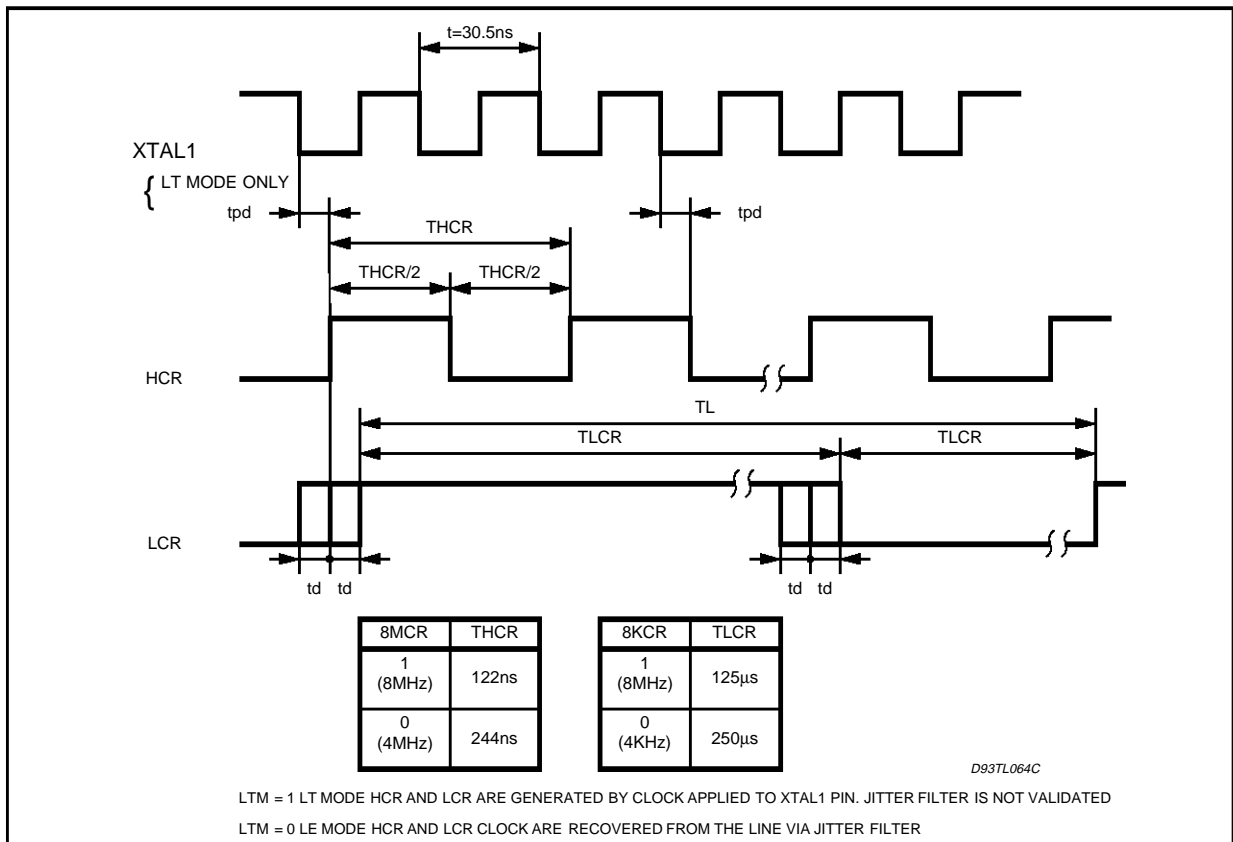 t=30.5ns
XTAL1
{ LT MODE ONLY
tpd
tpd
THCR
THCR/2
THCR/2
HCR
TL
TLCR
TLCR
LCR
td
td
td
td
8MCR
THCR
1
(8MHz)
122ns
0
(4MHz)
244ns
8KCR
TLCR
1
(8MHz)
125µs
0
(4KHz)
250µs
D93TL064C
LTM = 1 LT MODE HCR AND LCR ARE GENERATED BY CLOCK APPLIED TO XTAL1 PIN. JITTER FILTER IS NOT VALIDATED
LTM = 0 LE MODE HCR AND LCR CLOCK ARE RECOVERED FROM THE LINE VIA JITTER FILTER